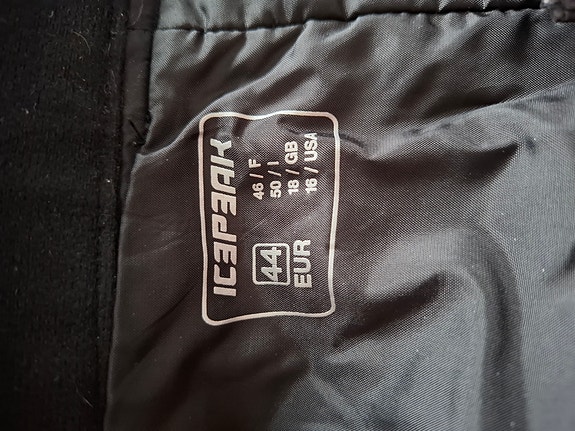 ICEPEAK
44
EUR
46 / F
50 / I
18 / GB
16 / USA